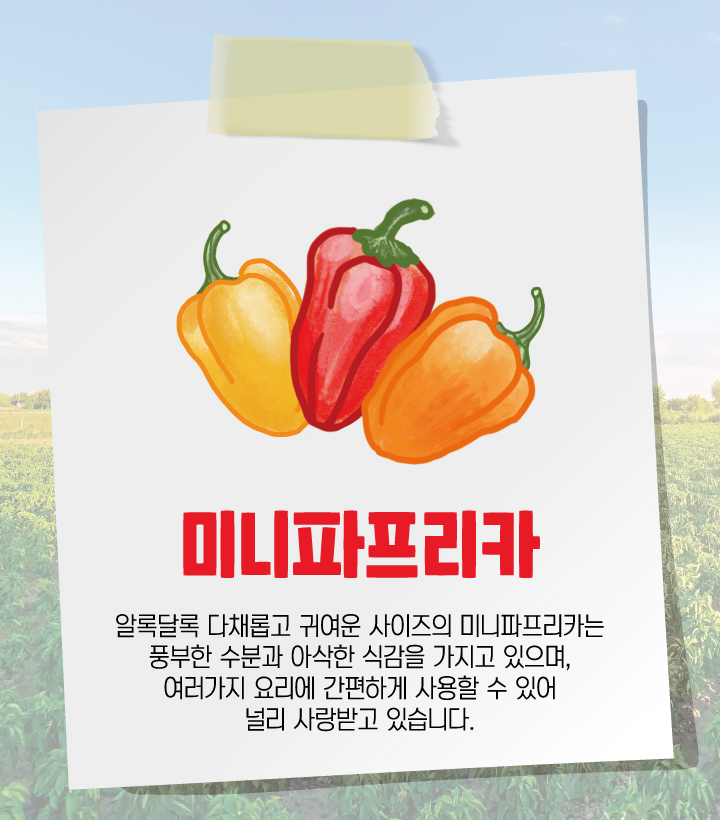 미니파프리카
알록달록 다채롭고 귀여운 사이즈의 미니파프리카는
풍부한 수분과 아삭한 식감을 가지고 있으며,
여러가지 요리에 간편하게 사용할 수 있어
널리 사랑받고 있습니다.